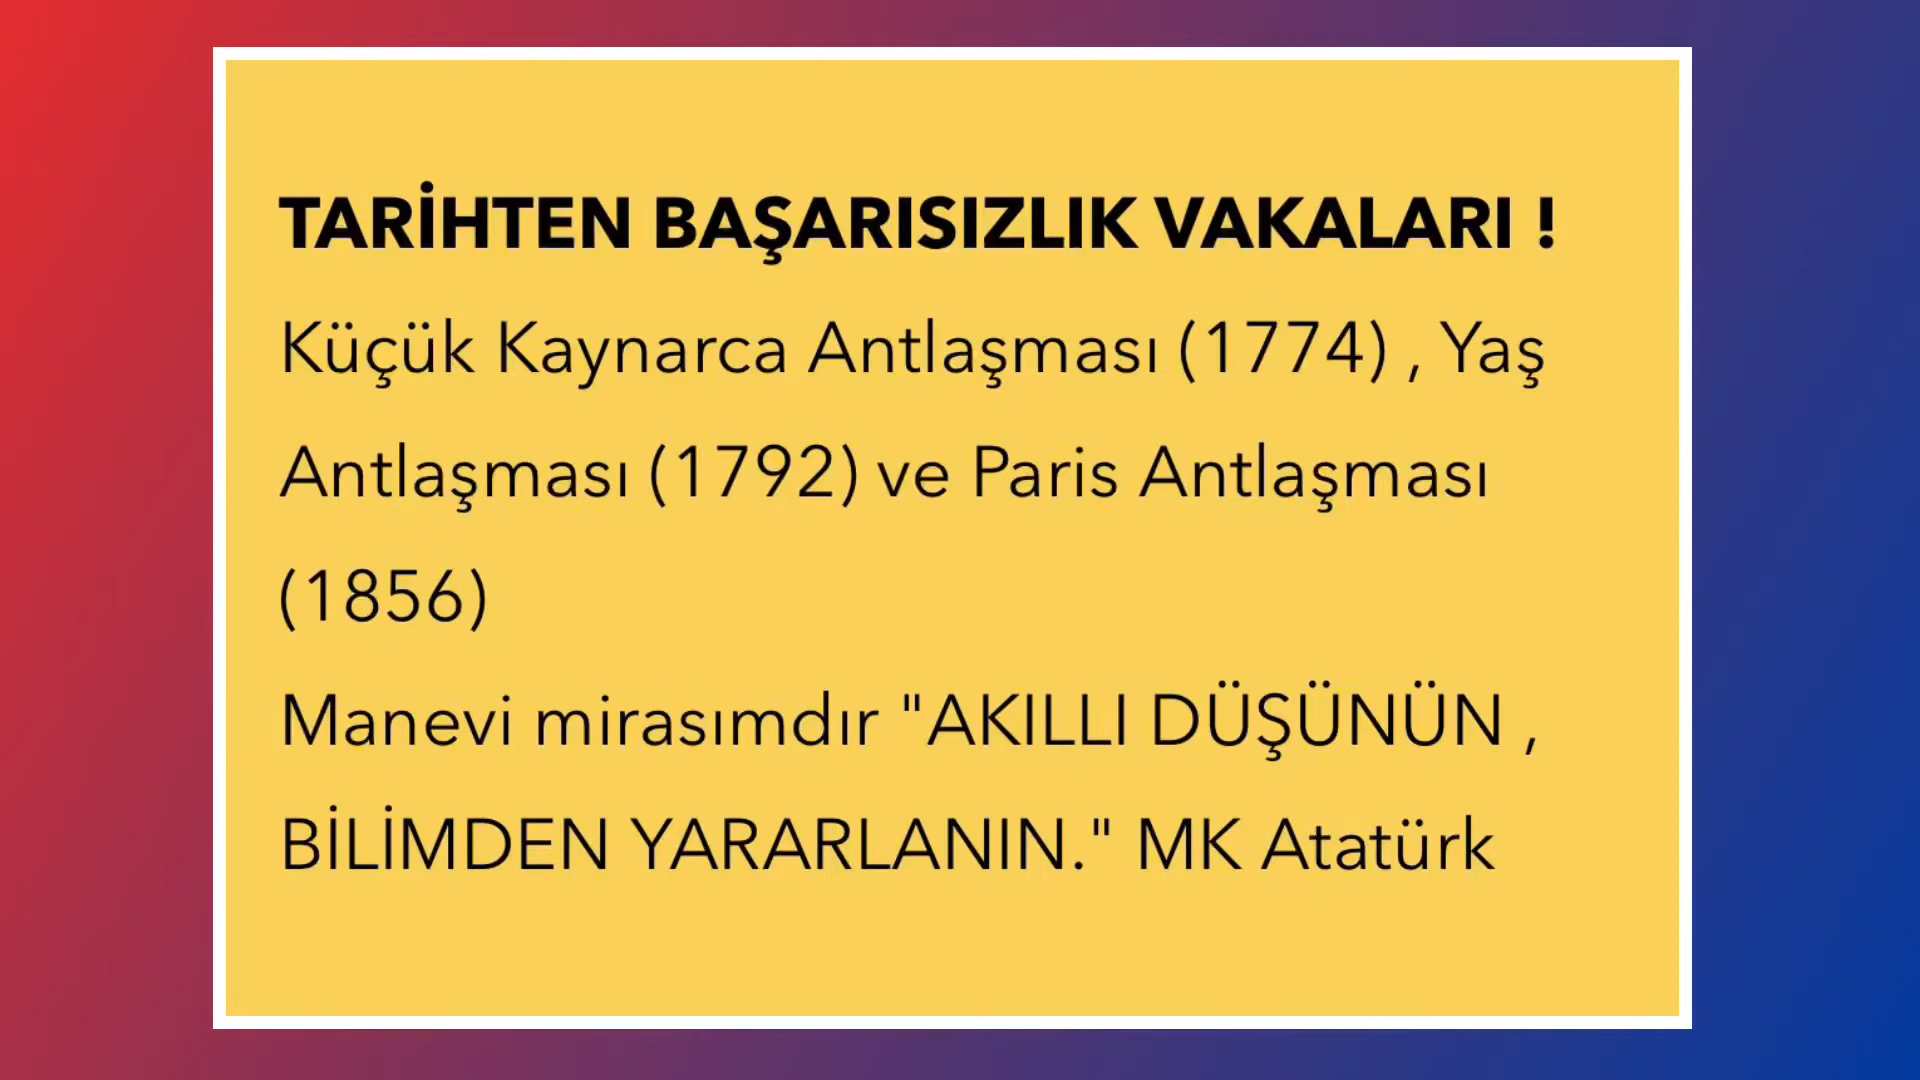 TARİHTEN BAŞARISIZLIK VAKALARI !
Küçük Kaynarca Antlaşması (1774) , Yaş
Antlaşması (1792) ve Paris Antlaşması
(1856)
Manevi mirasımdır "AKILLI DÜŞÜNÜN ,
BİLİMDEN YARARLANIN." MK Atatürk